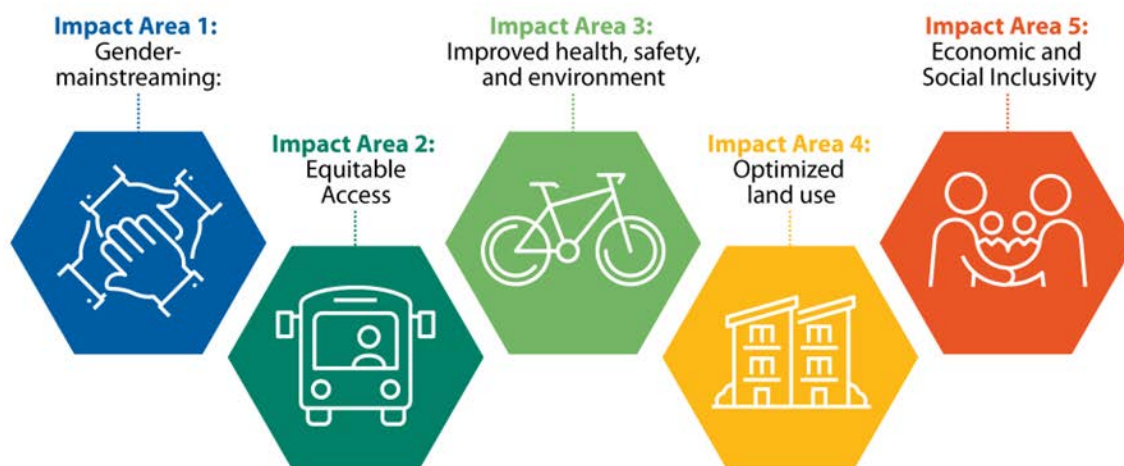 Impact Area 1:
Gender-
mainstreaming:
Impact Area 2:
Equitable
Access
Impact Area 3:
Improved health, safety,
and environment
Impact Area 4:
Optimized
land use
Impact Area 5:
Economic and
Social Inclusivity